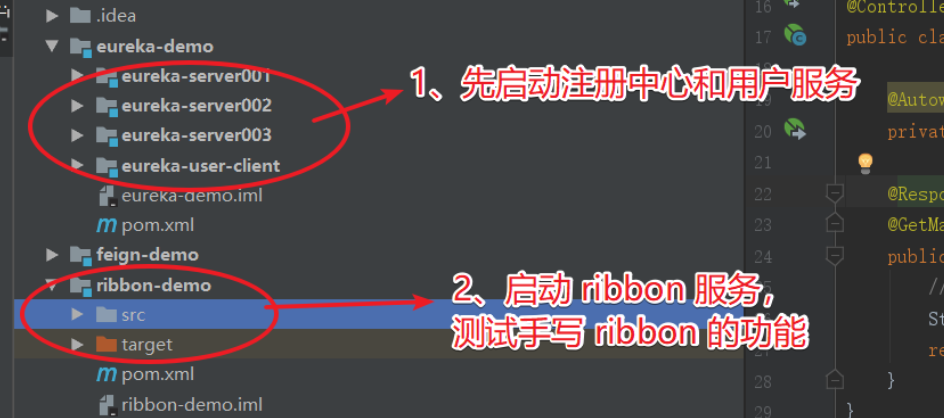 .idea
eureka-demo
eureka-server001
eureka-server002
eureka-server003
eureka-user-client
eureka-demo.iml
pom.xml
feign-demo
ribbon-demo
src
target
pom.xml
ribbon-demo.iml
1、先启动注册中心和用户服务
2、启动 ribbon 服务，
测试手写 ribbon 的功能
16 @Controlle
17 public cla
18
@Autow
20 privat
21
22 @Respo
23 @GetMa
24 public
//
St
re
28 }
29 }